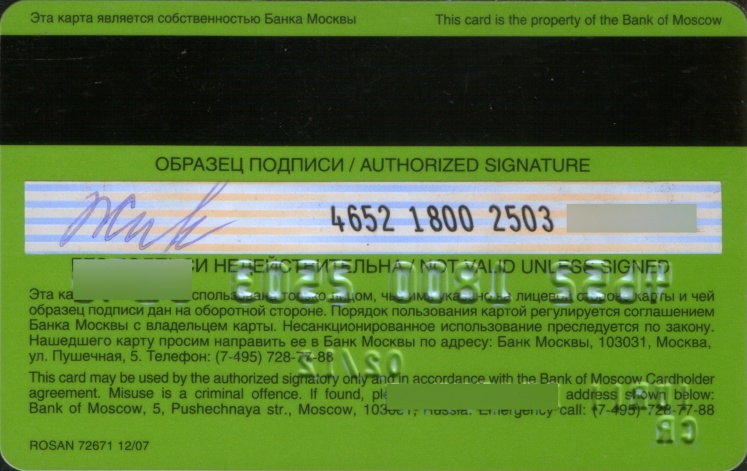 Эта карта является собственностью Банка Москвы
This card is the property of the Bank of Moscow
ОБРАЗЕЦ ПОДПИСИ / AUTHORIZED SIGNATURE
4652 1800 2503
НЕДЕЙСТВИТЕЛЬНА / NOT VALID UNLESS SIGNED
Эта только лицом, чье имя указано на лицевой стороне карты и чей
образец подписи дан на оборотной стороне. Порядок пользования картой регулируется соглашением
Банка Москвы с владельцем карты. Несанкционированное использование преследуется по закону.
Нашедшего карту просим направить ее в Банк Москвы по адресу: Банк Москвы, 103031, Москва,
ул. Пушечная, 5. Телефон: (7-495) 728-77-88
This card may be used by the authorized signatory only and in accordance with the Bank of Moscow Cardholder
agreement. Misuse is a criminal offence. If found, address shown below:
Bank of Moscow, 5, Pushechnaya str., Moscow, 103031, Russia. Emergency call: (7-495) 728-77-88
ROSAN 72671 12/07